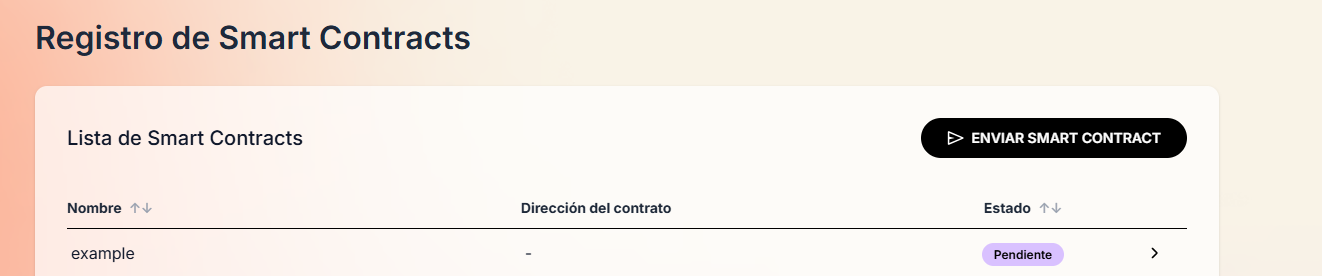 Registro de Smart Contracts
Lista de Smart Contracts
ENVIAR SMART CONTRACT
Nombre ↑↓ Dirección del contrato Estado ↑↓
example - Pendiente